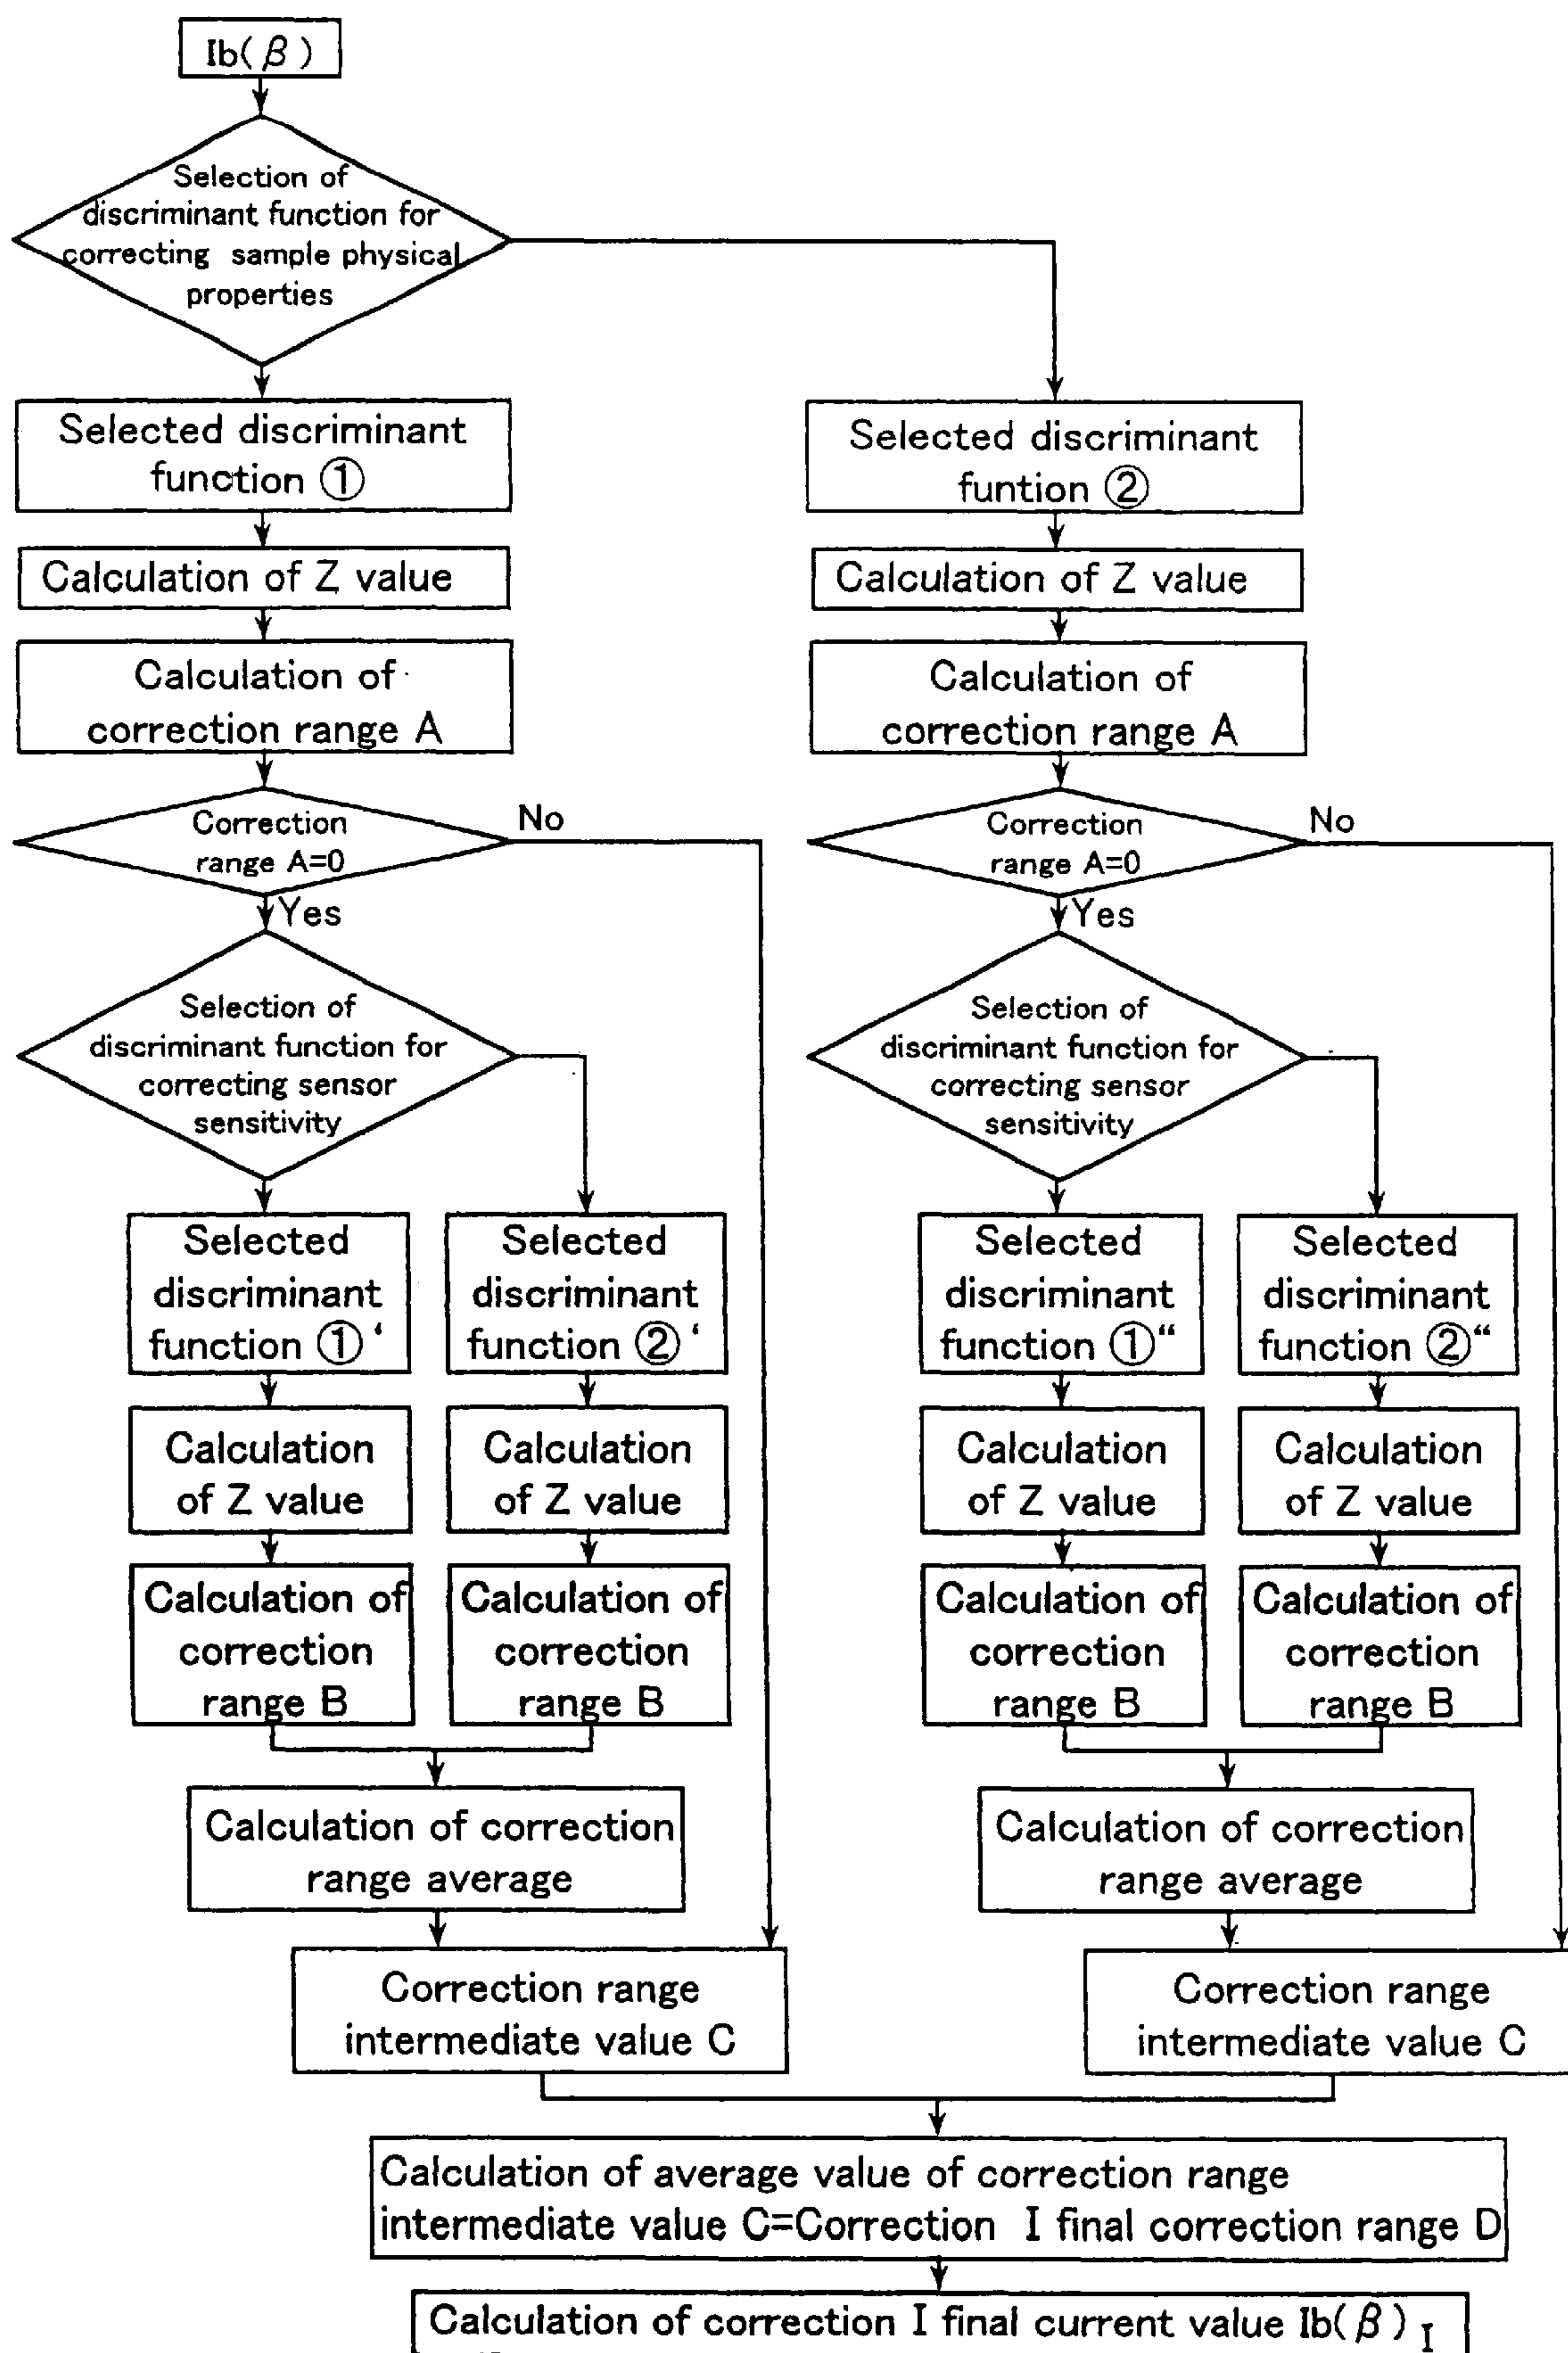 Ib(β)
Selection of
discriminant function for
correcting sample physical
properties
Selected discriminant
function ①
Calculation of Z value
Calculation of
correction range A
Correction
range A=0
No
Yes
Selection of
discriminant function for
correcting sensor
sensitivity
Selected
discriminant
function ①‘
Calculation
of Z value
Calculation of
correction
range B
Selected
discriminant
function ②‘
Calculation
of Z value
Calculation of
correction
range B
Calculation of correction
range average
Correction range
intermediate value C
Selected discriminant
funtion ②
Calculation of Z value
Calculation of
correction range A
Correction
range A=0
No
Yes
Selection of
discriminant function for
correcting sensor
sensitivity
Selected
discriminant
function ①“
Calculation
of Z value
Calculation of
correction
range B
Selected
discriminant
function ②“
Calculation
of Z value
Calculation of
correction
range B
Calculation of correction
range average
Correction range
intermediate value C
Calculation of average value of correction range
intermediate value C=Correction I final correction range D
Calculation of correction I final current value Ib(β) I